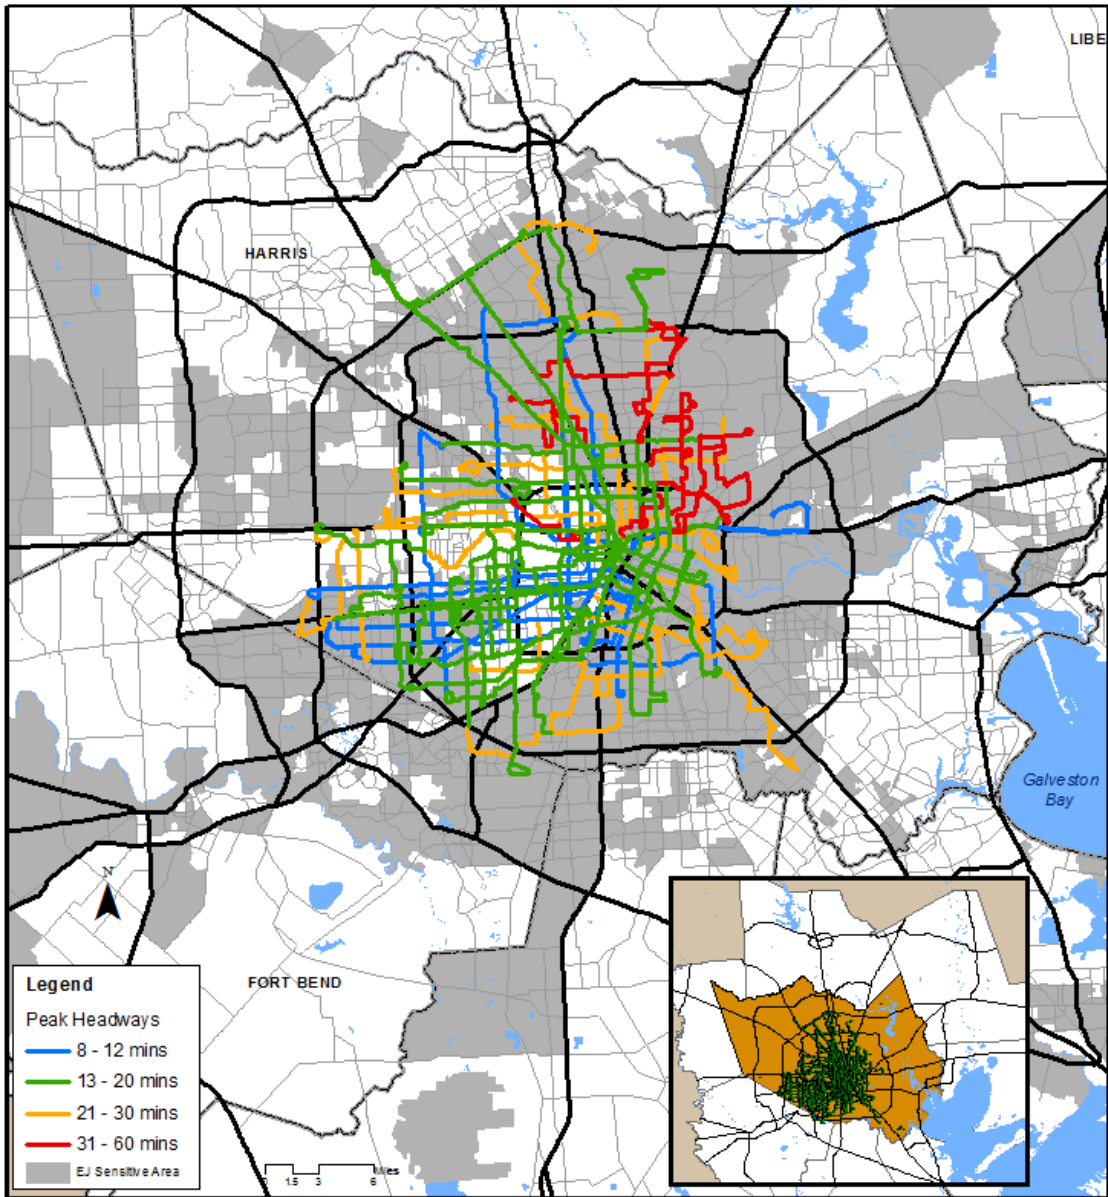 LIBE
HARRIS
Galveston
Bay
N
FORT BEND
Legend
Peak Headways
8 - 12 mins
13 - 20 mins
21 - 30 mins
31 - 60 mins
EJ Sensitive Area
0 1.5 3 6 Miles